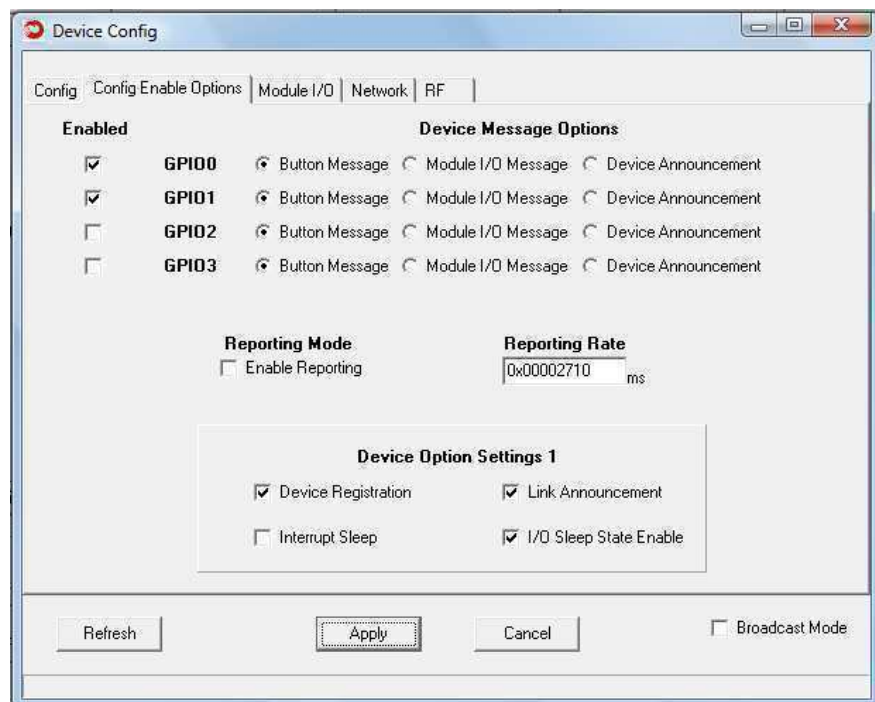 Device Config
Config Config Enable Options Module I/O Network RF
Enabled Device Message Options
GPIO0 Button Message Module I/O Message Device Announcement
GPIO1 Button Message Module I/O Message Device Announcement
GPIO2 Button Message Module I/O Message Device Announcement
GPIO3 Button Message Module I/O Message Device Announcement
Reporting Mode Reporting Rate
Enable Reporting 0x00002710 ms
Device Option Settings 1
Device Registration Link Announcement
Interrupt Sleep I/O Sleep State Enable
Refresh Apply Cancel Broadcast Mode